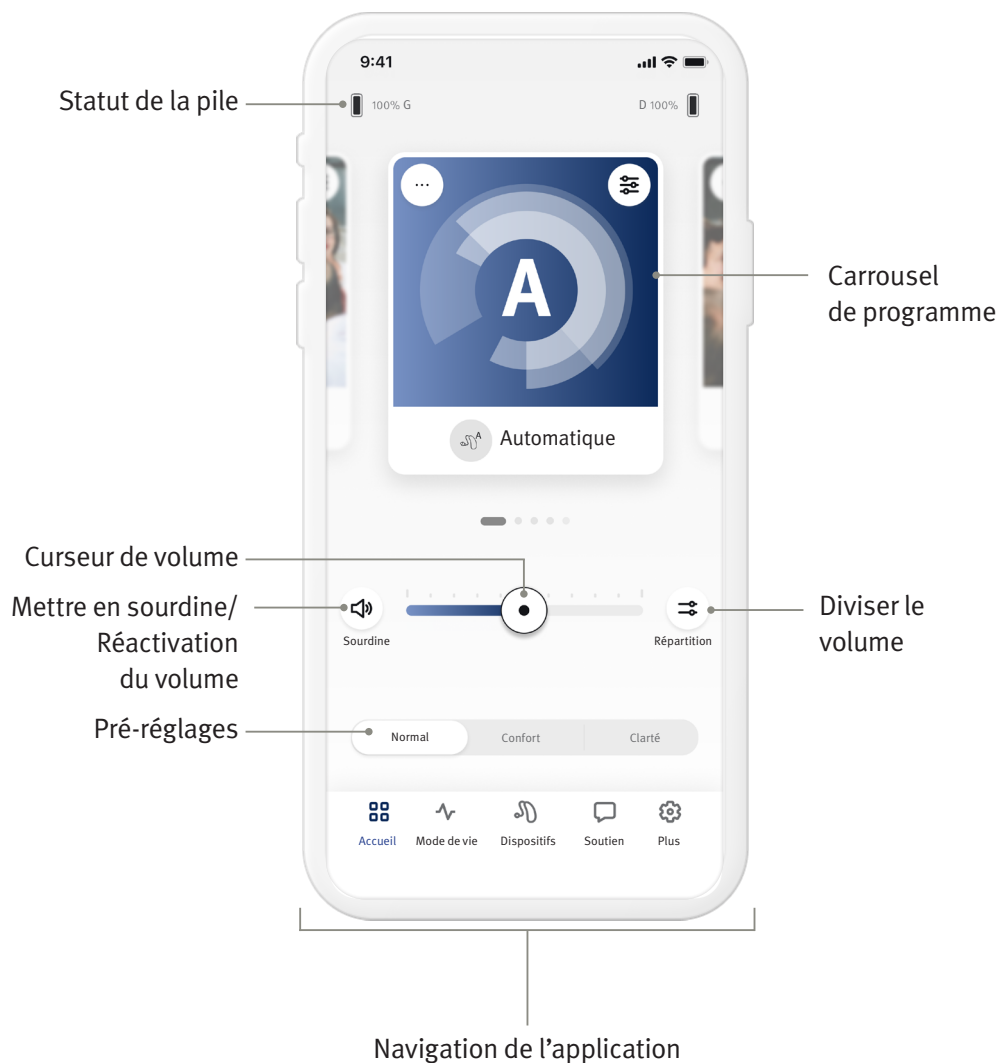 9:41
Statut de la pile
100% G
D 100%
...
A
Carrousel
de programme
A
Automatique
Curseur de volume
Mettre en sourdine/
Réactivation
du volume
Sourdine
Répartition
Diviser le
volume
Pré-réglages
Normal
Confort
Clarté
Accueil
Mode de vie
Dispositifs
Soutien
Plus
Navigation de l’application